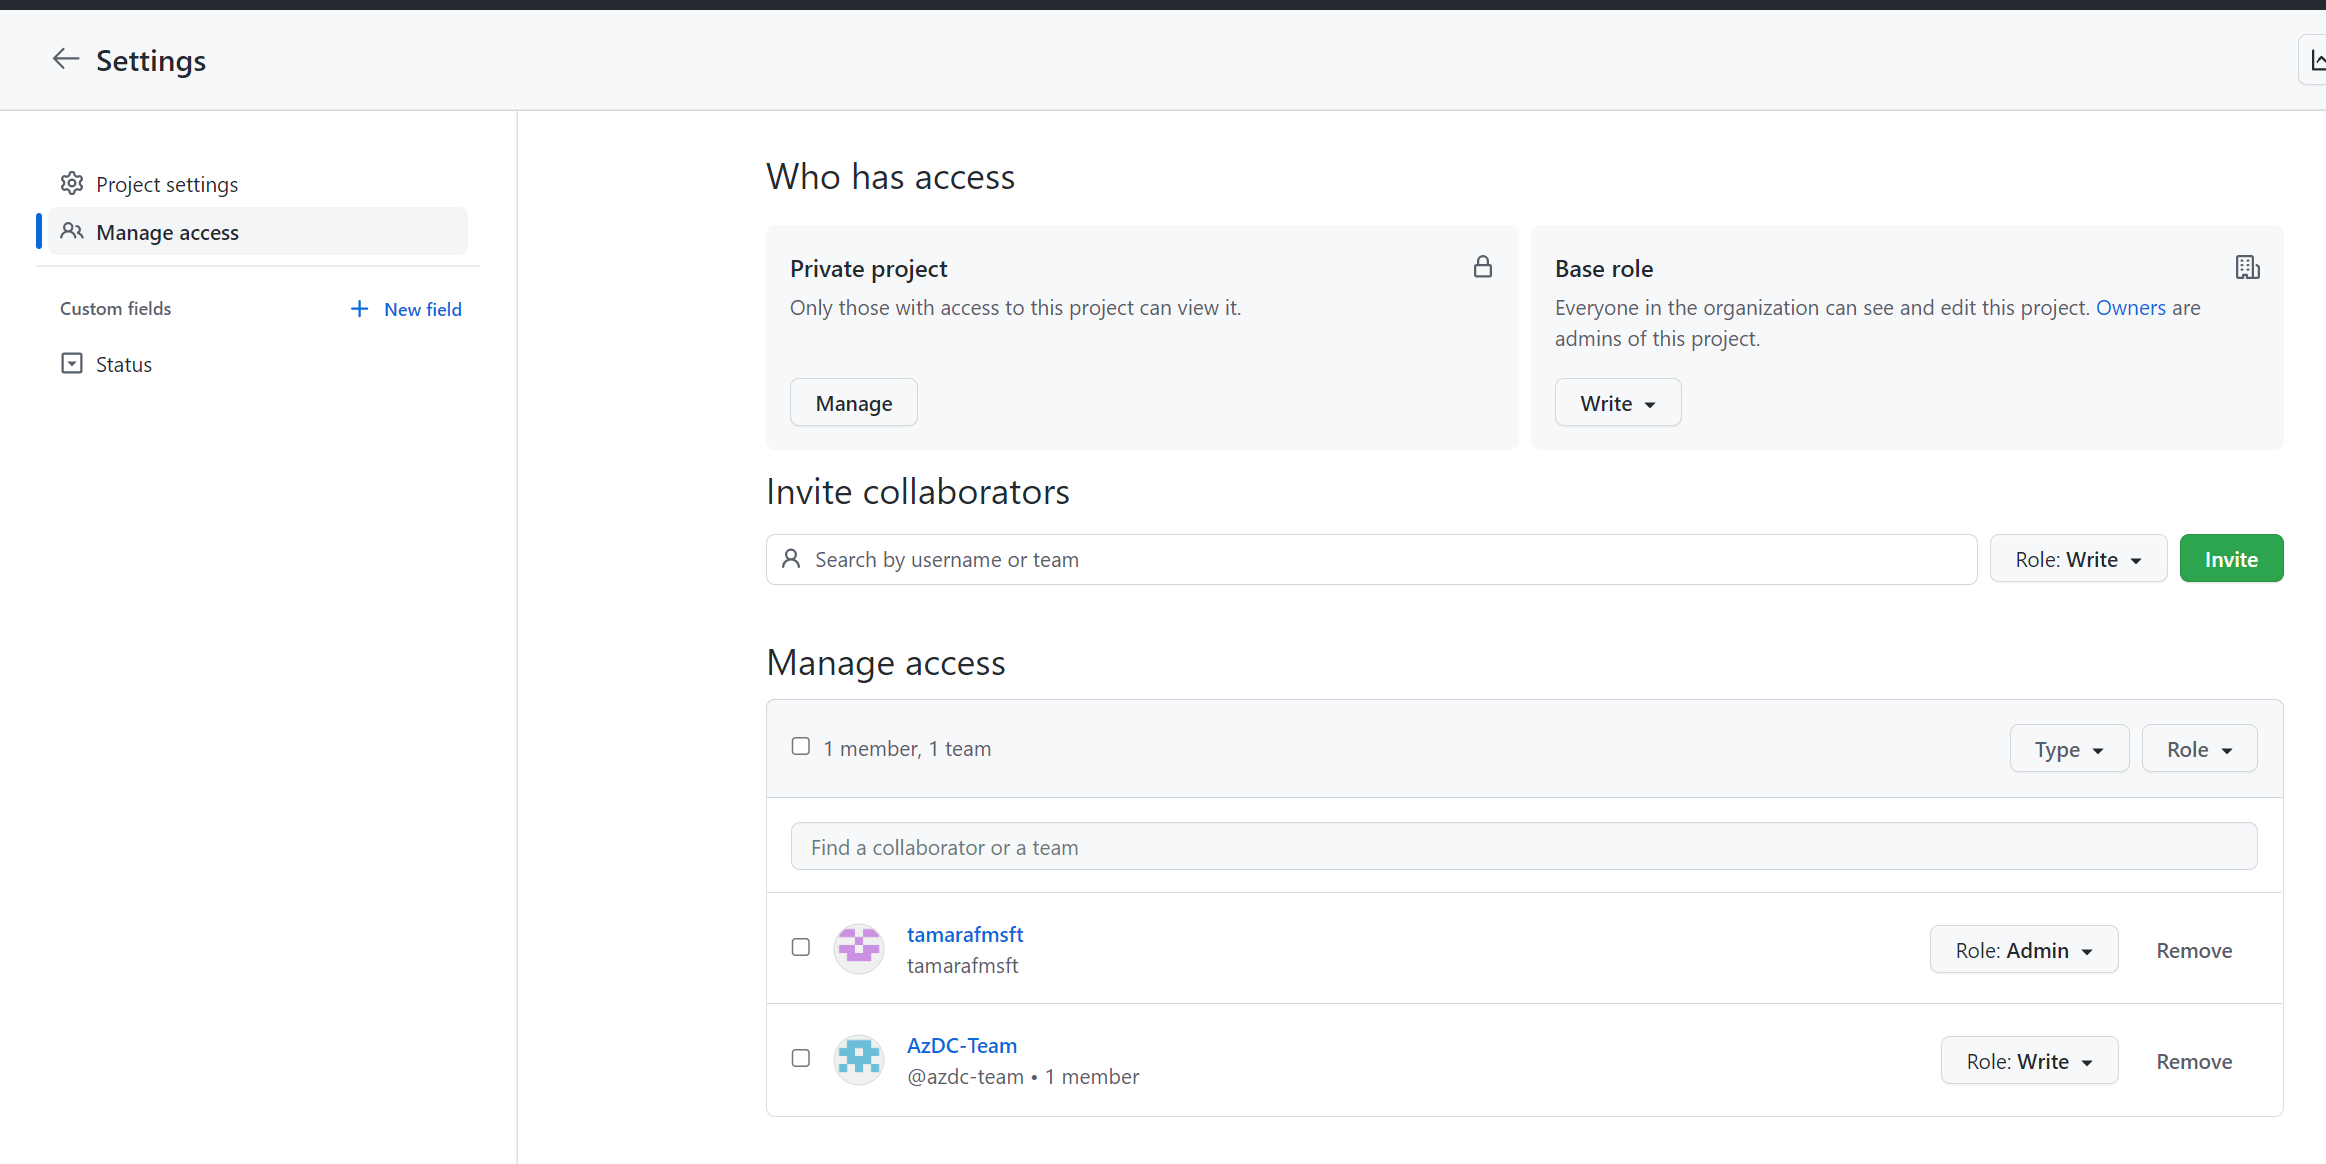 Settings
Project settings
Manage access
Custom fields
New field
Status
Who has access
Private project
Only those with access to this project can view it.
Manage
Base role
Everyone in the organization can see and edit this project. Owners are
admins of this project.
Write
Invite collaborators
Search by username or team
Role: Write
Invite
Manage access
1 member, 1 team
Type
Role
Find a collaborator or a team
tamarafmsft
tamarafmsft
Role: Admin
Remove
AzDC-Team
@azdc-team • 1 member
Role: Write
Remove